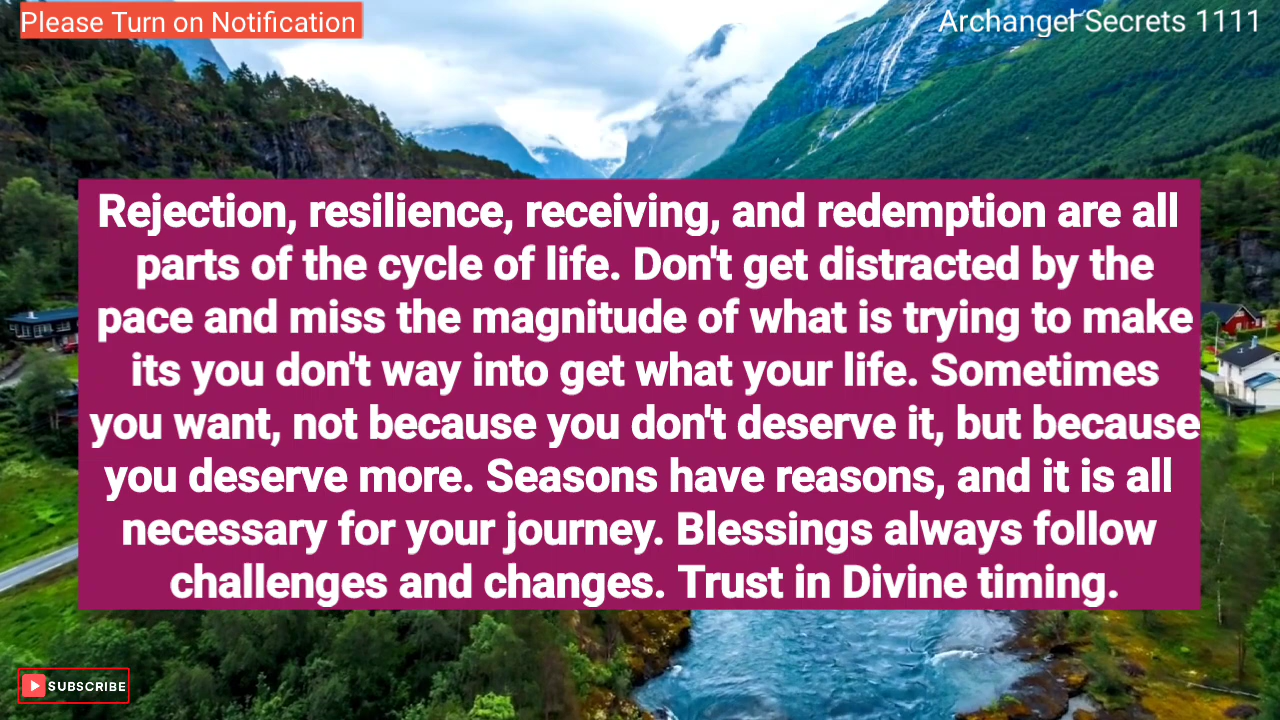 Please Turn on Notification
Archangel Secrets 1111
Rejection, resilience, receiving, and redemption are all
parts of the cycle of life. Don't get distracted by the
pace and miss the magnitude of what is trying to make
its you don't way into get what your life. Sometimes
you want, not because you don't deserve it, but because
you deserve more. Seasons have reasons, and it is all
necessary for your journey. Blessings always follow
challenges and changes. Trust in Divine timing.
SUBSCRIBE